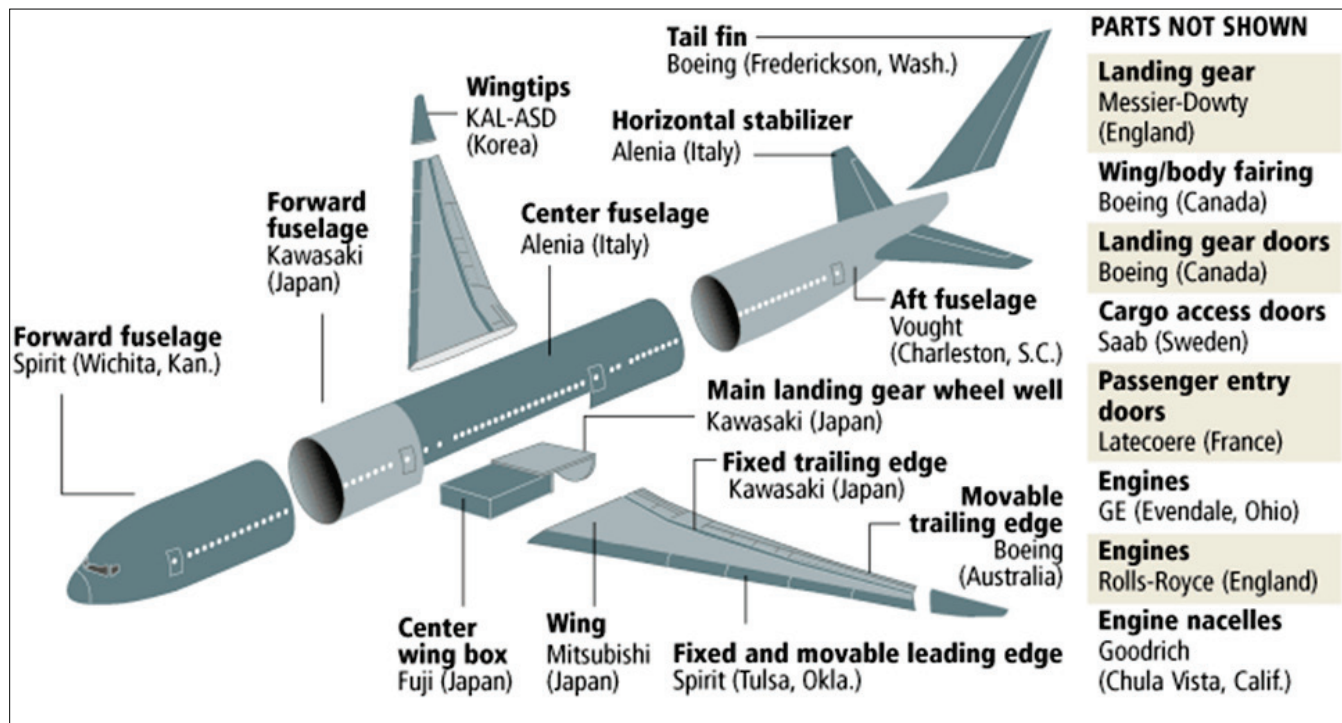 Tail fin
Boeing (Frederickson, Wash.)
Wingtips
KAL-ASD
(Korea)
Horizontal stabilizer
Alenia (Italy)
Forward
fuselage
Kawasaki
(Japan)
Center fuselage
Alenia (Italy)
Forward fuselage
Spirit (Wichita, Kan.)
Aft fuselage
Vought
(Charleston, S.C.)
Main landing gear wheel well
Kawasaki (Japan)
Fixed trailing edge
Kawasaki (Japan)
Movable
trailing edge
Boeing
(Australia)
Center
wing box
Fuji (Japan)
Wing
Mitsubishi
(Japan)
Fixed and movable leading edge
Spirit (Tulsa, Okla.)
PARTS NOT SHOWN
Landing gear
Messier-Dowty
(England)
Wing/body fairing
Boeing (Canada)
Landing gear doors
Boeing (Canada)
Cargo access doors
Saab (Sweden)
Passenger entry
doors
Latecoere (France)
Engines
GE (Evendale, Ohio)
Engines
Rolls-Royce (England)
Engine nacelles
Goodrich
(Chula Vista, Calif.)